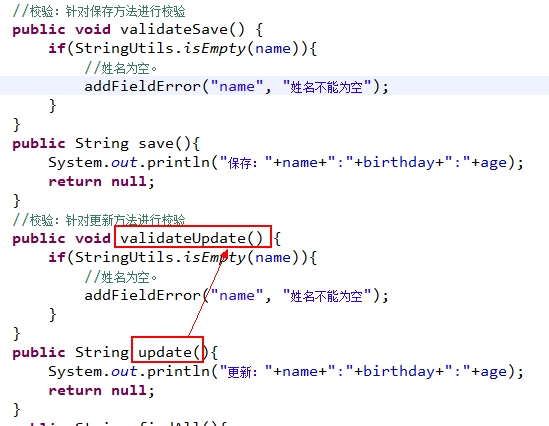 //校验：针对保存方法进行校验
public void validateSave() {
if(StringUtils.isEmpty(name)){
//姓名为空。
addFieldError("name", "姓名不能为空");
}
}
public String save(){
System.out.println("保存："+name+":"+birthday+":"+age);
return null;
}
//校验：针对更新方法进行校验
public void validateUpdate() {
if(StringUtils.isEmpty(name)){
//姓名为空。
addFieldError("name", "姓名不能为空");
}
}
public String update(){
System.out.println("更新："+name+":"+birthday+":"+age);
return null;
}
public String findAll(){